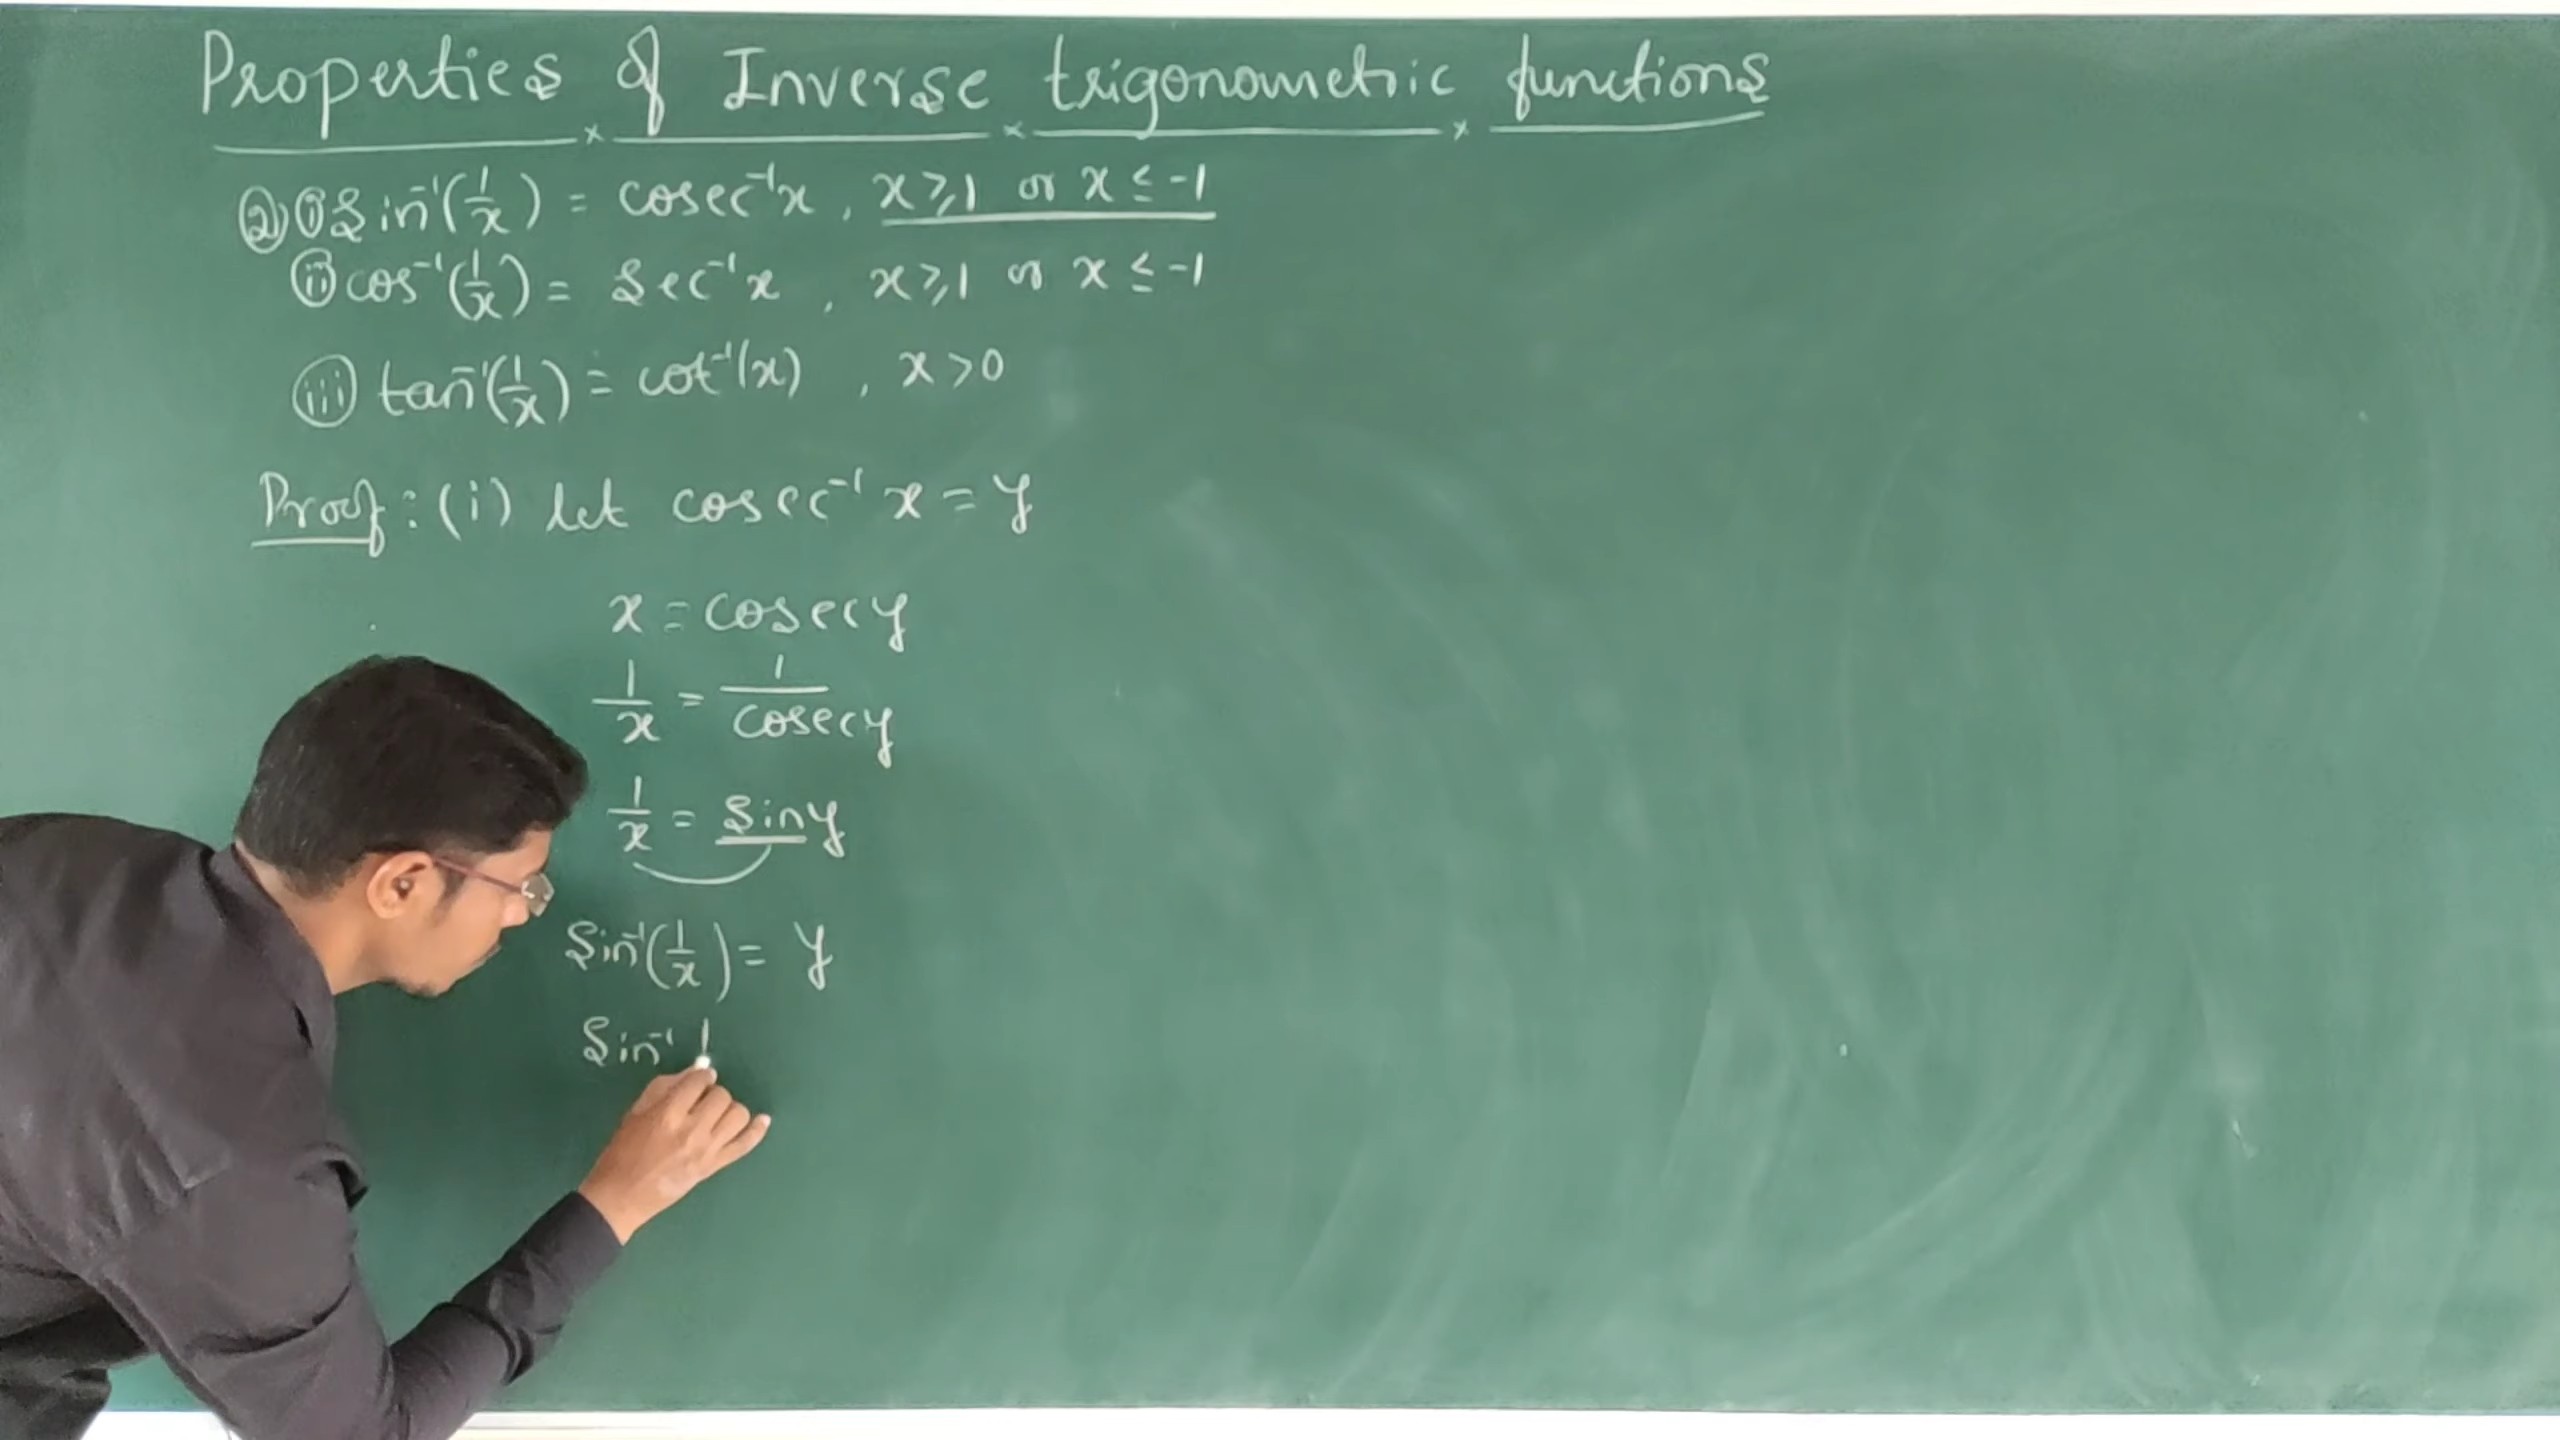 Properties of Inverse trigonometric functions
② ⓘ Sin⁻¹(1/x) = cosec⁻¹x , x ≥ 1 or x ≤ -1
ⓘⓘ cos⁻¹(1/x) = Sec⁻¹x , x ≥ 1 or x ≤ -1
ⓘⓘⓘ tan⁻¹(1/x) = cot⁻¹(x) , x > 0
Proof : (i) let cosec⁻¹ x = y
x = cosec y
1/x = 1/cosec y
1/x = Sin y
Sin⁻¹(1/x) = y
Sin⁻¹ 1